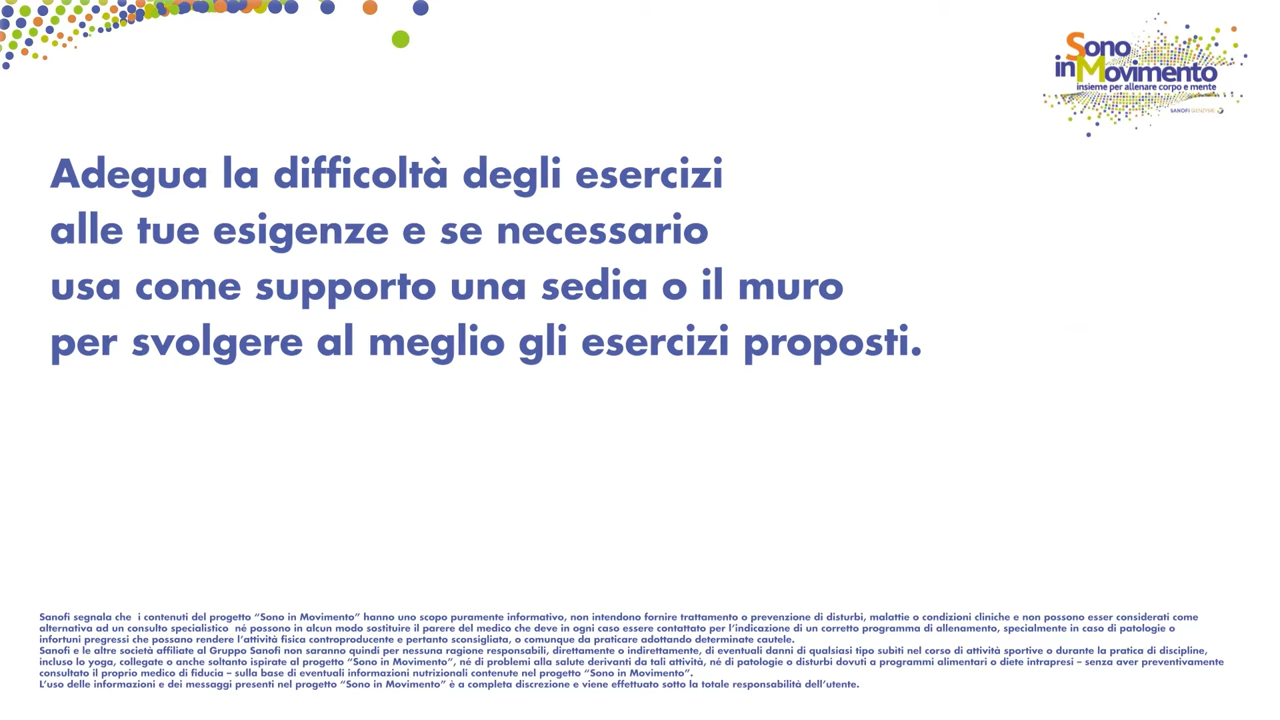 Sono
in Movimento
insieme per allenare corpo e mente
SANOFI GENZYME
Adegua la difficoltà degli esercizi
alle tue esigenze e se necessario
usa come supporto una sedia o il muro
per svolgere al meglio gli esercizi proposti.
Sanofi segnala che  i contenuti del progetto “Sono in Movimento” hanno uno scopo puramente informativo, non intendono fornire trattamento o prevenzione di disturbi, malattie o condizioni cliniche e non possono esser considerati come
alternativa ad un consulto specialistico  né possono in alcun modo sostituire il parere del medico che deve in ogni caso essere contattato per l’indicazione di un corretto programma di allenamento, specialmente in caso di patologie o
infortuni pregressi che possano rendere l’attività fisica controproducente e pertanto sconsigliata, o comunque da praticare adottando determinate cautele.
Sanofi e le altre società affiliate al Gruppo Sanofi non saranno quindi per nessuna ragione responsabili, direttamente o indirettamente, di eventuali danni di qualsiasi tipo subiti nel corso di attività sportive o durante la pratica di discipline,
incluso lo yoga, collegate o anche soltanto ispirate al progetto “Sono in Movimento”, né di problemi alla salute derivanti da tali attività, né di patologie o disturbi dovuti a programmi alimentari o diete intrapresi – senza aver preventivamente
consultato il proprio medico di fiducia – sulla base di eventuali informazioni nutrizionali contenute nel progetto “Sono in Movimento”.
L’uso delle informazioni e dei messaggi presenti nel progetto “Sono in Movimento” è a completa discrezione e viene effettuato sotto la totale responsabilità dell’utente.